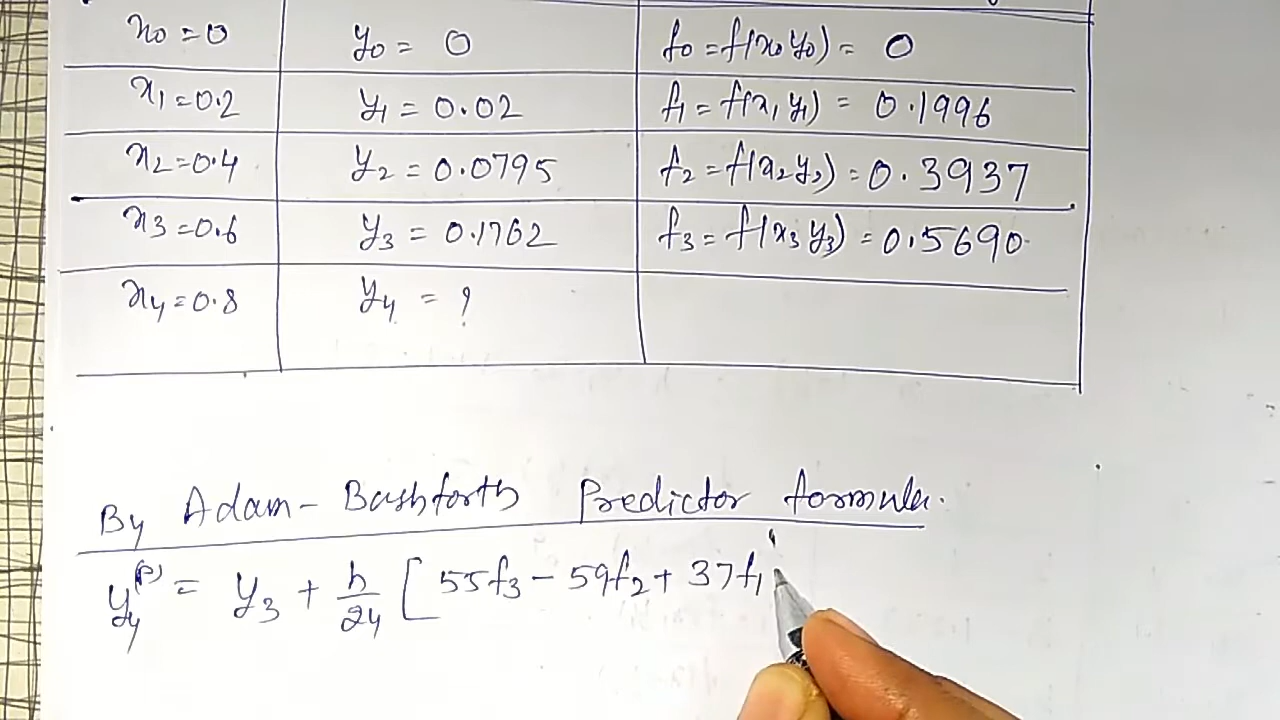 x₀ = 0 y₀ = 0 f₀ = f(x₀ y₀) = 0
x₁ = 0.2 y₁ = 0.02 f₁ = f(x₁ y₁) = 0.1996
x₂ = 0.4 y₂ = 0.0795 f₂ = f(x₂ y₂) = 0.3937
x₃ = 0.6 y₃ = 0.1762 f₃ = f(x₃ y₃) = 0.5690
x₄ = 0.8 y₄ = ?
By Adam - Bashforth Predictor formula.
y₄⁽ᵖ⁾ = y₃ + h/24 [ 55f₃ - 59f₂ + 37f₁